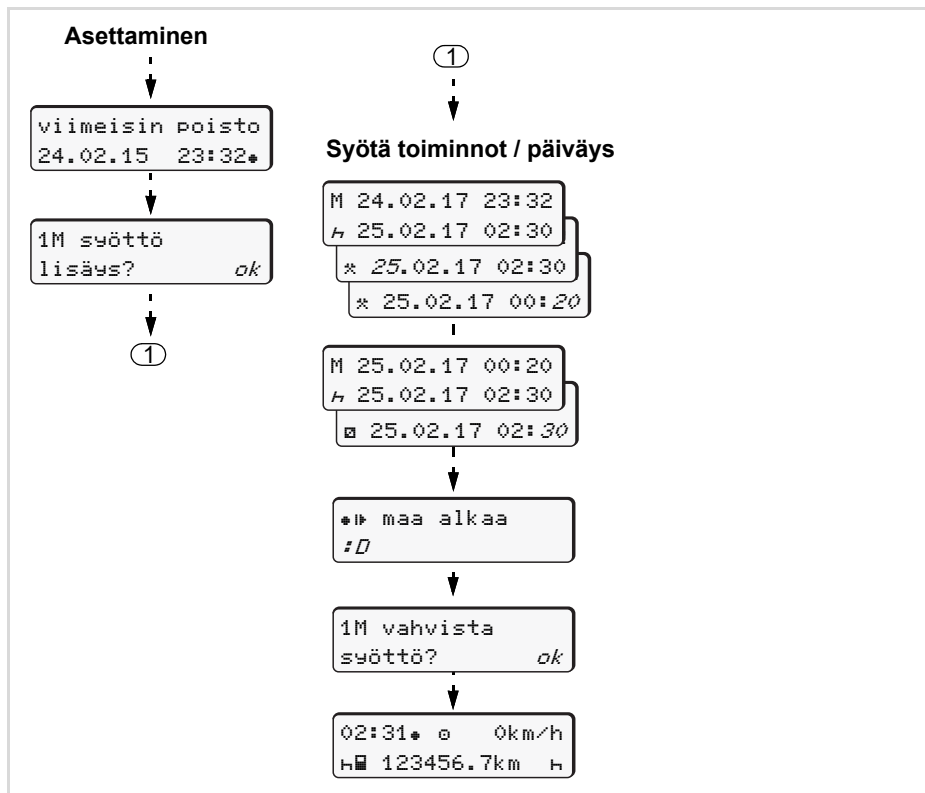 Asettaminen
viimeisin poisto
24.02.15 23:32
1M syöttö
lisäys? ok
1
1
Syötä toiminnot / päiväys
M 24.02.17 23:32
25.02.17 02:30
25.02.17 02:30
25.02.17 00:20
M 25.02.17 00:20
25.02.17 02:30
25.02.17 02:30
maa alkaa
:D
1M vahvista
syöttö? ok
02:31 0km/h
123456.7km